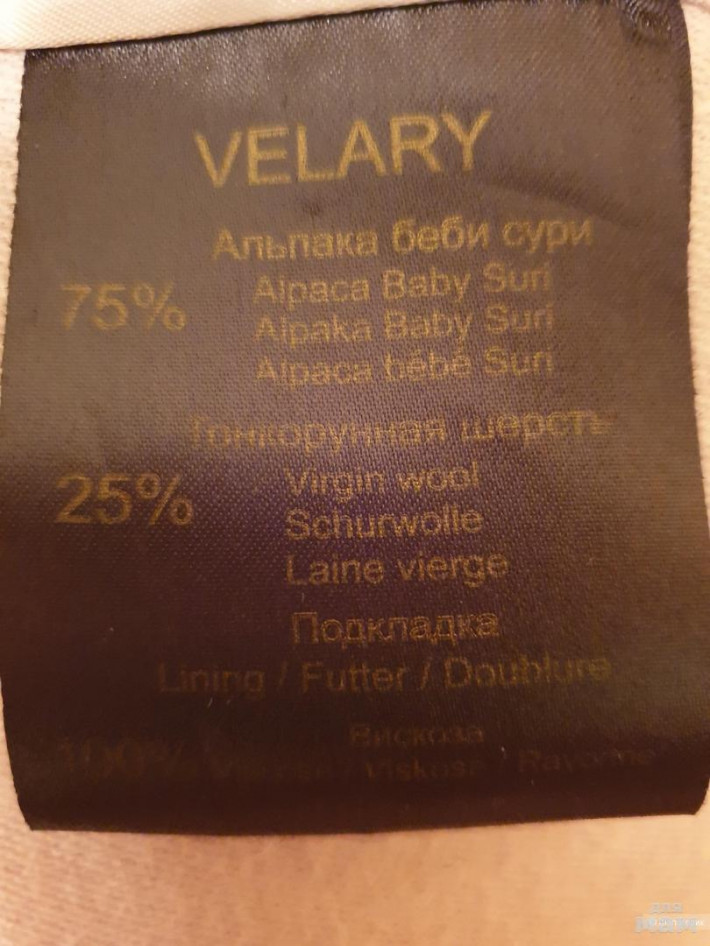 VELARY
Альпака беби сури
75%
Alpaca Baby Suri
Alpaka Baby Suri
Alpaca bébé Suri
Тонкорунная шерсть
25%
Virgin wool
Schurwolle
Laine vierge
Подкладка
Lining / Futter / Doublure
Вискоза
100% Viscose / Viskose / Rayonne
для